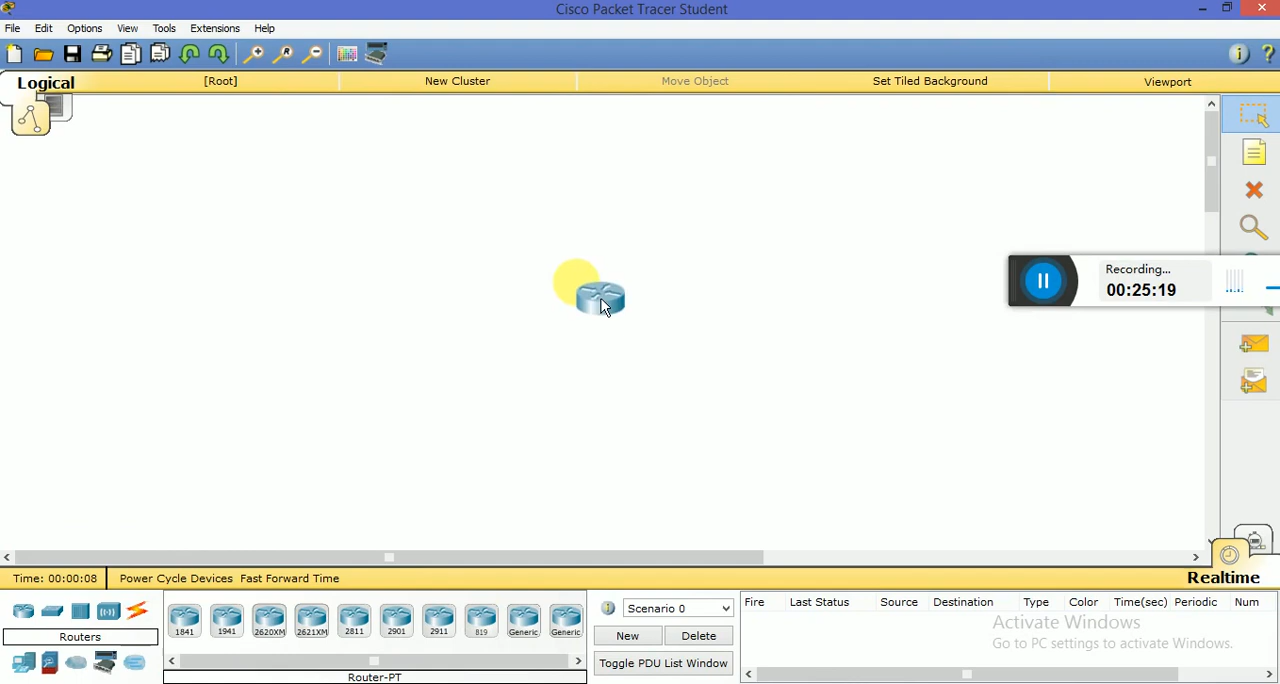 Cisco Packet Tracer Student
File Edit Options View Tools Extensions Help
Logical [Root] New Cluster Move Object Set Tiled Background Viewport
Recording...
00:25:19
Time: 00:00:08 Power Cycle Devices Fast Forward Time
Realtime
Routers
1841 1941 2620XM 2621XM 2811 2901 2911 819 Generic Generic
Router-PT
Scenario 0
New Delete
Toggle PDU List Window
Fire Last Status Source Destination Type Color Time(sec) Periodic Num
Activate Windows
Go to PC settings to activate Windows.